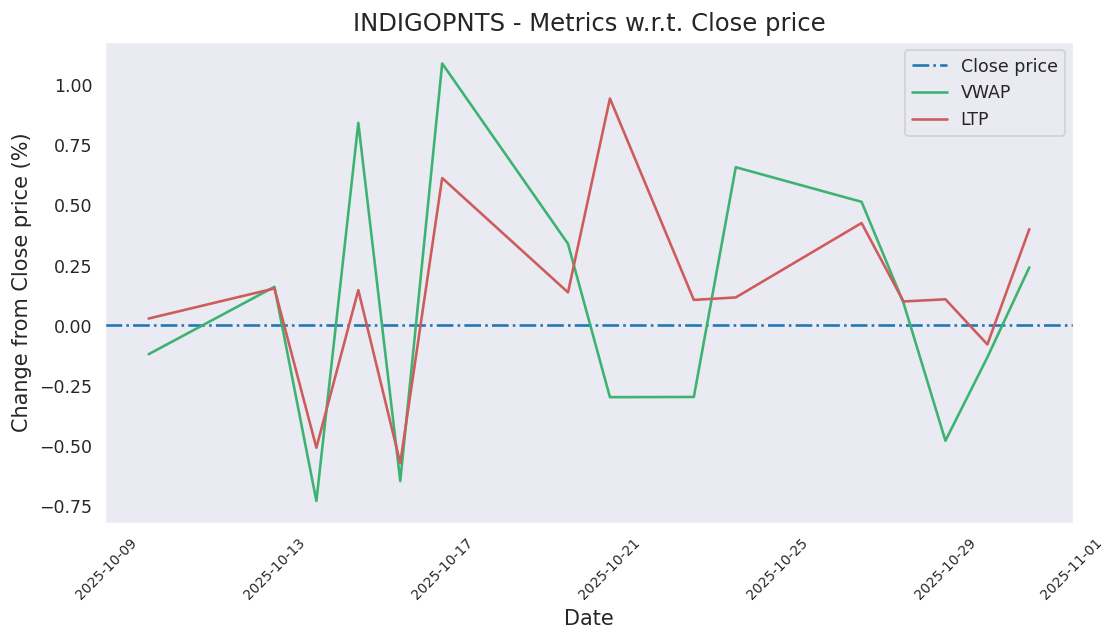 INDIGOPNTS - Metrics w.r.t. Close price
Close price
VWAP
LTP
Change from Close price (%)
1.00
0.75
0.50
0.25
0.00
−0.25
−0.50
−0.75
2025-10-09
2025-10-13
2025-10-17
2025-10-21
2025-10-25
2025-10-29
2025-11-01
Date